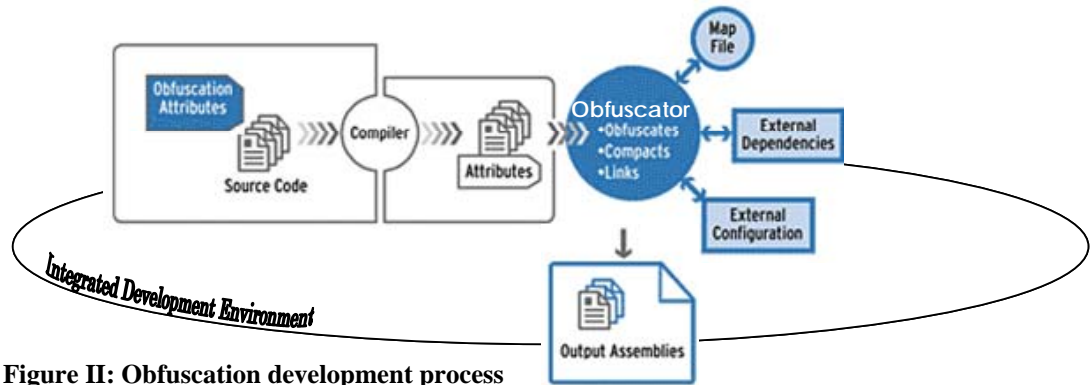 Map
File
Obfuscation
Attributes
Source Code
Compiler
Attributes
Obfuscator
•Obfuscates
•Compacts
•Links
External
Dependencies
External
Configuration
Integrated Development Environment
Output Assemblies
Figure II: Obfuscation development process